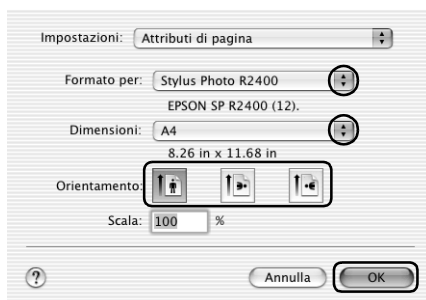 Impostazioni: Attributi di pagina
Formato per: Stylus Photo R2400
EPSON SP R2400 (12).
Dimensioni: A4
8.26 in x 11.68 in
Orientamento:
Scala: 100 %
? Annulla OK